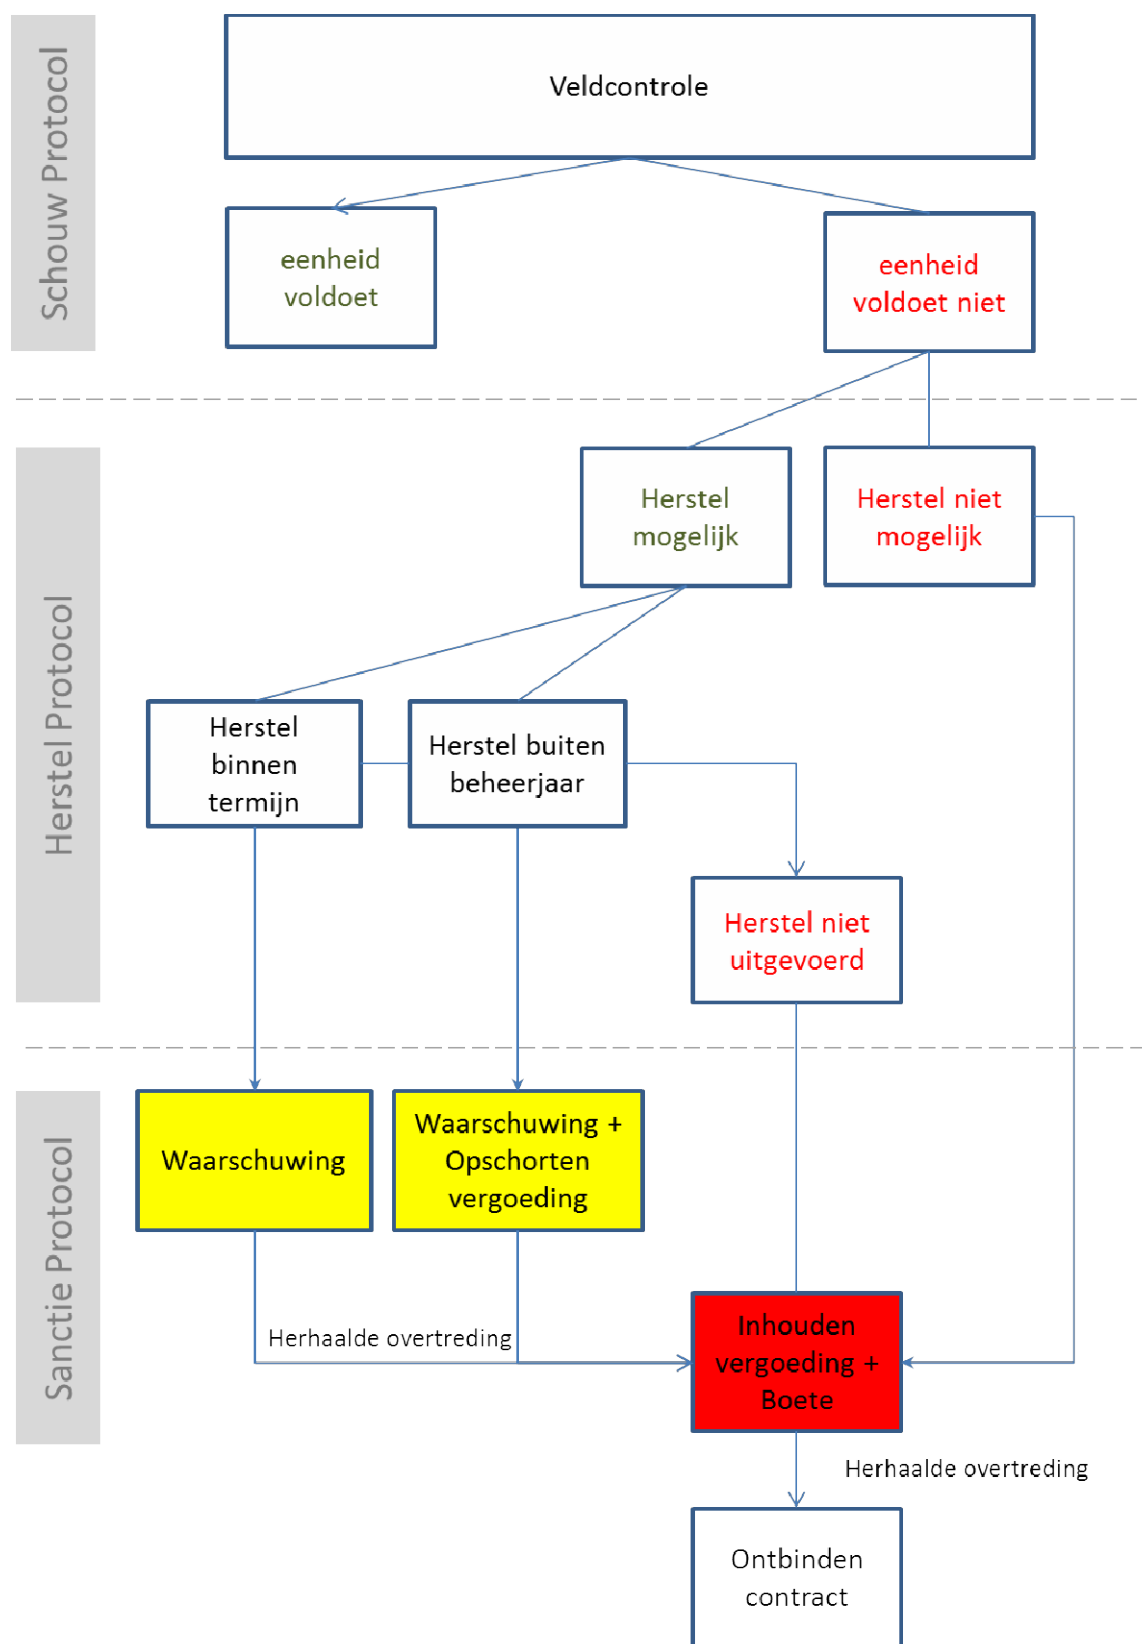 Schouw Protocol
Veldcontrole
eenheid
voldoet
eenheid
voldoet niet
Herstel Protocol
Herstel
mogelijk
Herstel niet
mogelijk
Herstel
binnen
termijn
Herstel buiten
beheerjaar
Herstel niet
uitgevoerd
Sanctie Protocol
Waarschuwing
Waarschuwing +
Opschorten
vergoeding
Herhaalde overtreding
Inhouden
vergoeding +
Boete
Herhaalde overtreding
Ontbinden
contract